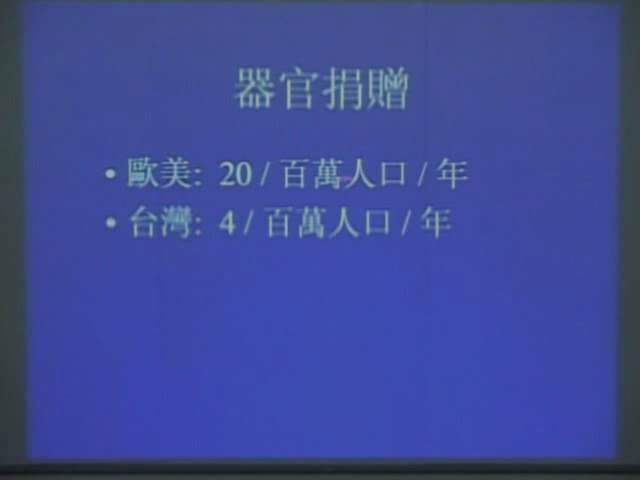 器官捐贈
• 歐美: 20 / 百萬人口 / 年
• 台灣: 4 / 百萬人口 / 年